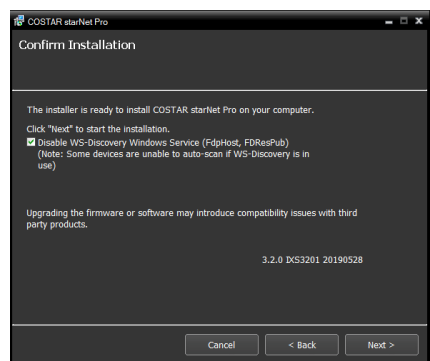 COSTAR starNet Pro
Confirm Installation
The installer is ready to install COSTAR starNet Pro on your computer.
Click "Next" to start the installation.
Disable WS-Discovery Windows Service (FdpHost, FDResPub)
(Note: Some devices are unable to auto-scan if WS-Discovery is in
use)
Upgrading the firmware or software may introduce compatibility issues with third
party products.
3.2.0 IXS3201 20190528
Cancel
< Back
Next >